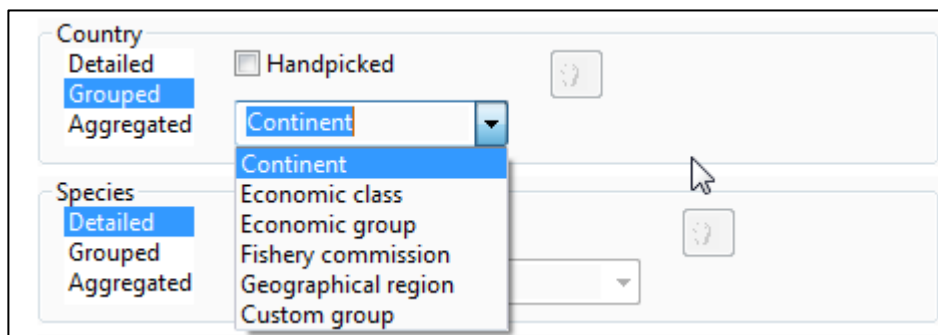 Country
Detailed
Handpicked
Grouped
Aggregated
Continent
Continent
Economic class
Economic group
Fishery commission
Geographical region
Custom group
Species
Detailed
Grouped
Aggregated